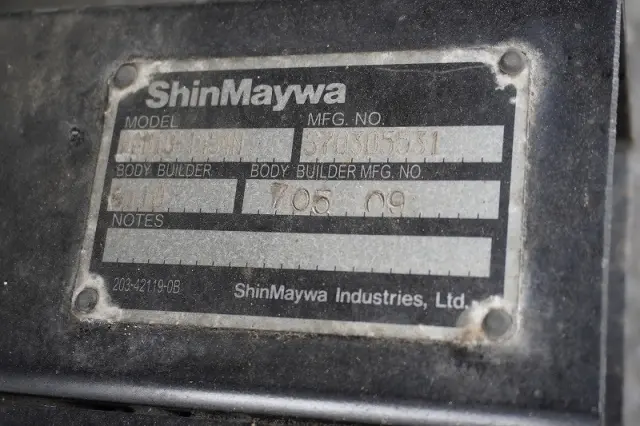 ShinMaywa
MODEL MFG. NO.
BODY BUILDER BODY BUILDER MFG. NO.
705 09
NOTES
203-42119-0B ShinMaywa Industries, Ltd.